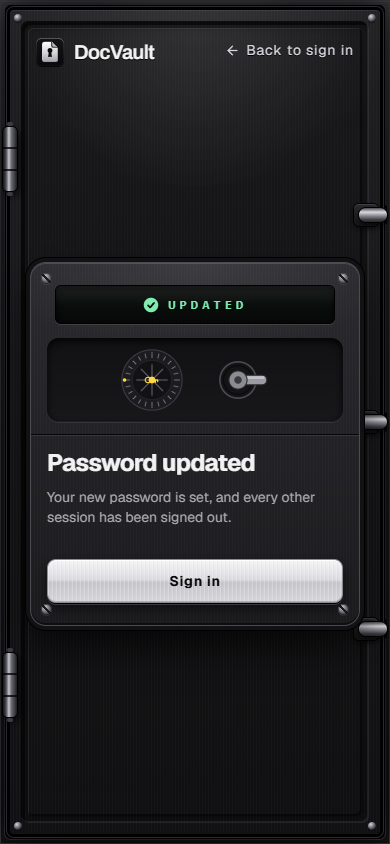 DocVault
← Back to sign in
UPDATED
Password updated
Your new password is set, and every other
session has been signed out.
Sign in